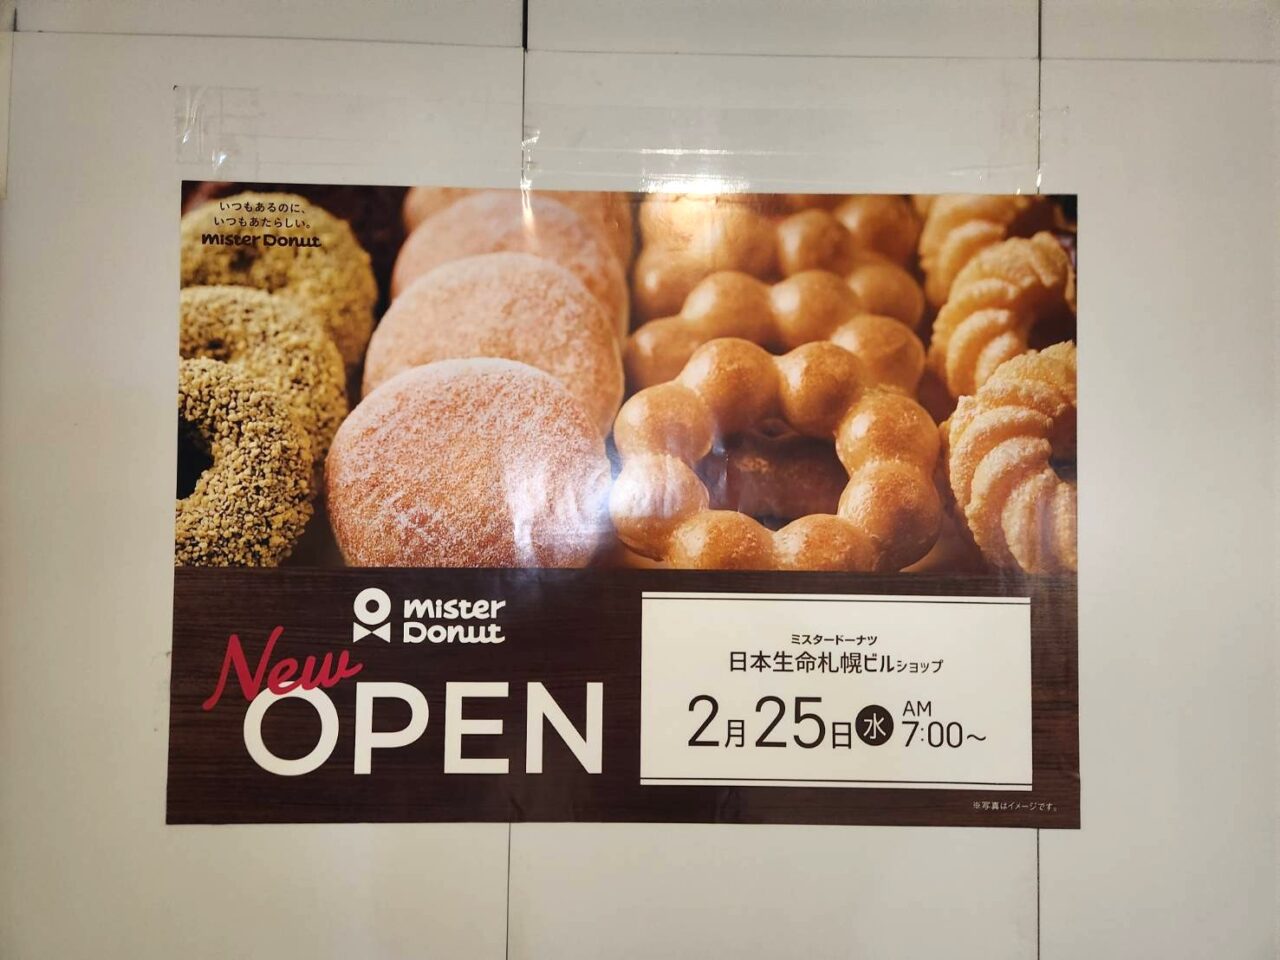 いつもあるのに、
いつもあたらしい。
mister Donut
mister
Donut
New
OPEN
ミスタードーナツ
日本生命札幌ビルショップ
2月25日水 AM 7:00～
※写真はイメージです。